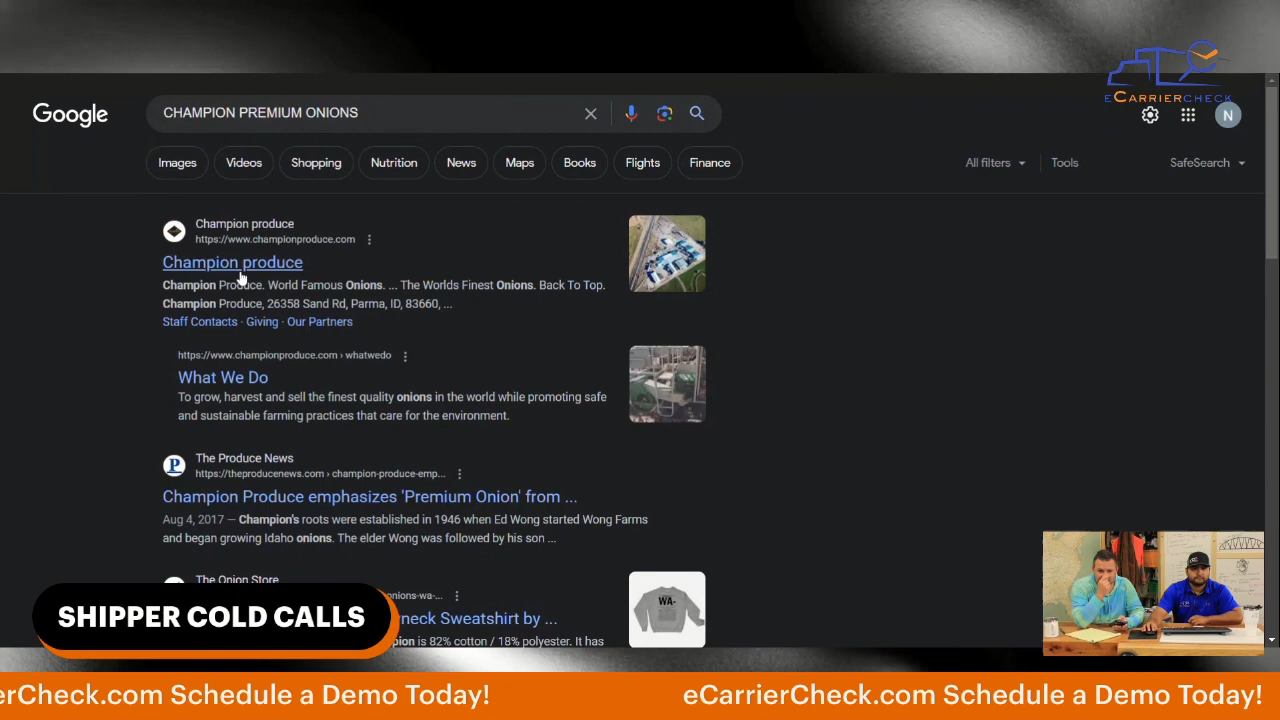 eCARRIERCHECK
Google
CHAMPION PREMIUM ONIONS
N
Images
Videos
Shopping
Nutrition
News
Maps
Books
Flights
Finance
All filters
Tools
SafeSearch
Champion produce
https://www.championproduce.com
Champion produce
Champion Produce. World Famous Onions. ... The Worlds Finest Onions. Back To Top.
Champion Produce, 26358 Sand Rd, Parma, ID, 83660, ...
Staff Contacts · Giving · Our Partners
https://www.championproduce.com › whatwedo
What We Do
To grow, harvest and sell the finest quality onions in the world while promoting safe
and sustainable farming practices that care for the environment.
P
The Produce News
https://theproducenews.com › champion-produce-emp...
Champion Produce emphasizes 'Premium Onion' from ...
Aug 4, 2017 — Champion's roots were established in 1946 when Ed Wong started Wong Farms
and began growing Idaho onions. The elder Wong was followed by his son ...
The Onion Store
onions-wa-...
neck Sweatshirt by ...
pion is 82% cotton / 18% polyester. It has
WA-
SHIPPER COLD CALLS
erCheck.com Schedule a Demo Today!
eCarrierCheck.com Schedule a Demo Today!